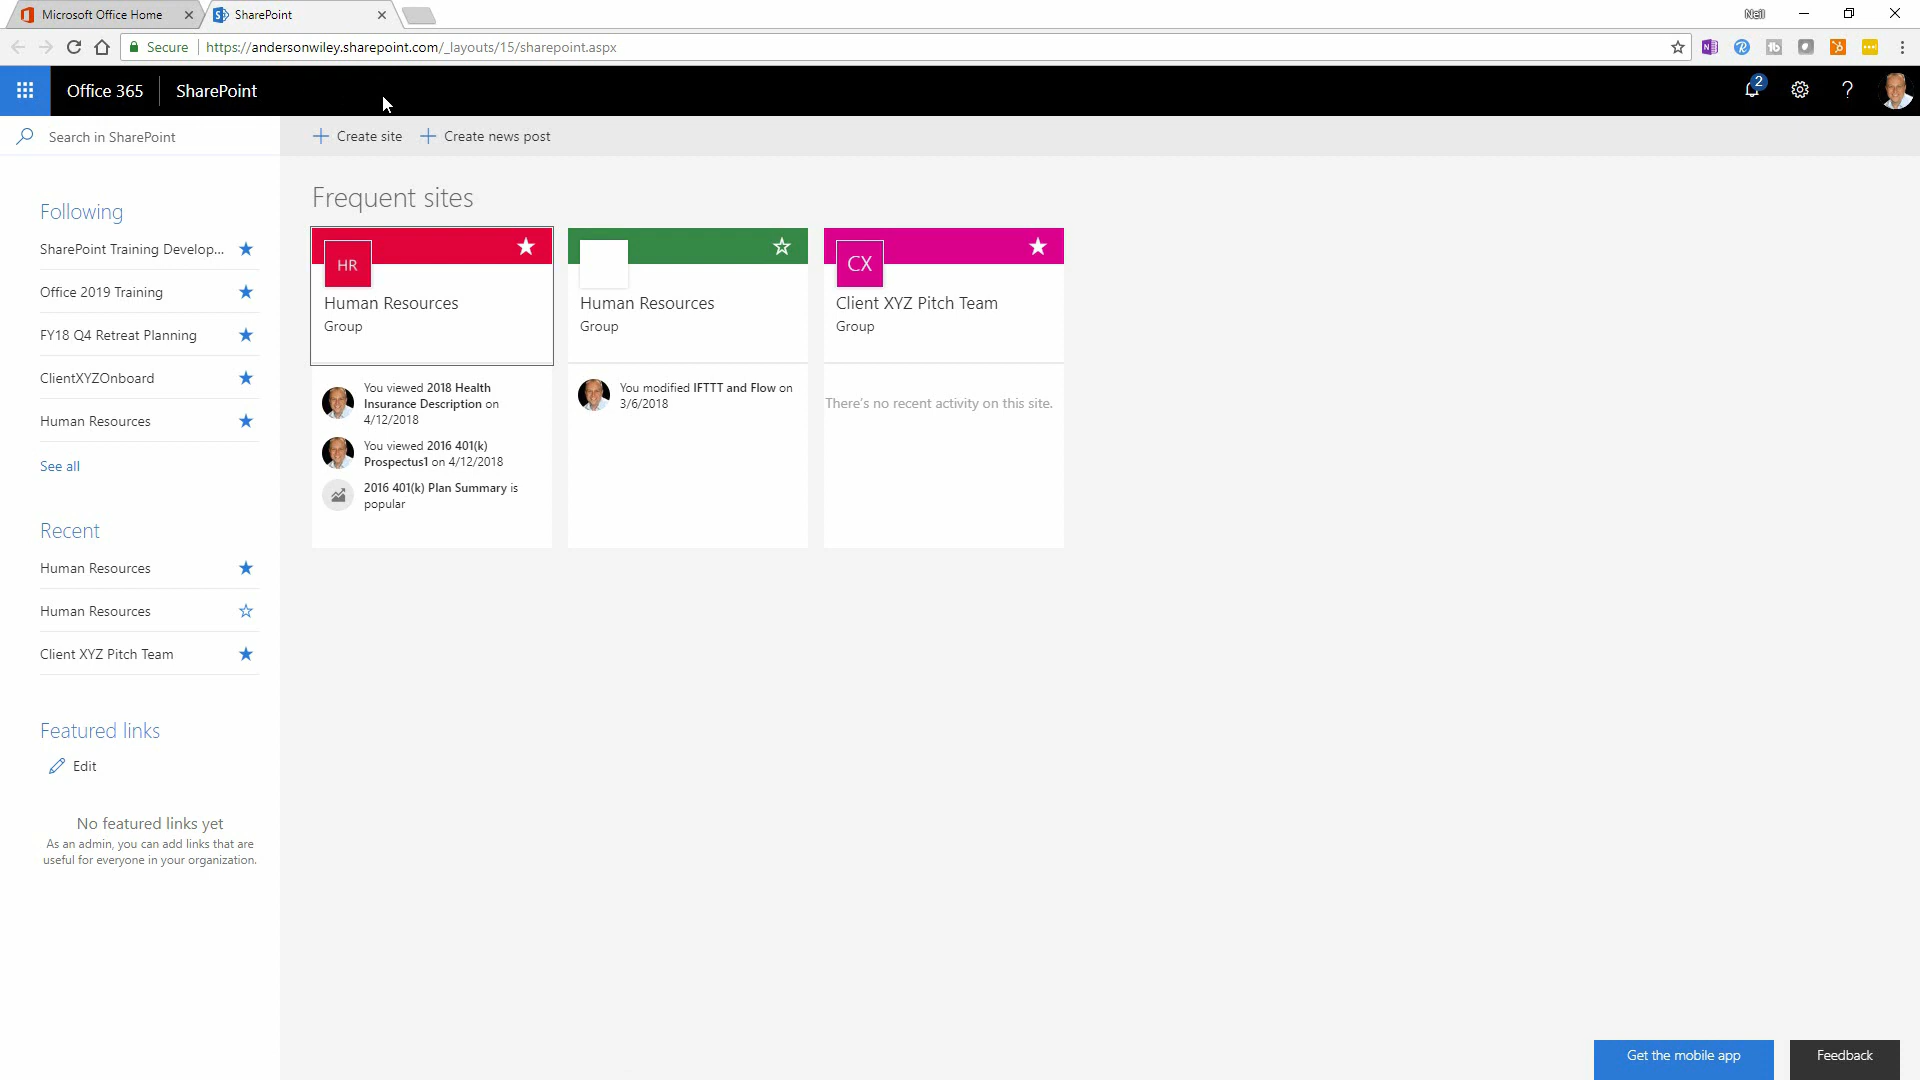 Microsoft Office Home
SharePoint
Neil
Secure
https://andersonwiley.sharepoint.com/_layouts/15/sharepoint.aspx
Office 365
SharePoint
2
?
Search in SharePoint
Create site
Create news post
Following
SharePoint Training Develop...
Office 2019 Training
FY18 Q4 Retreat Planning
ClientXYZOnboard
Human Resources
See all
Recent
Human Resources
Human Resources
Client XYZ Pitch Team
Featured links
Edit
No featured links yet
As an admin, you can add links that are
useful for everyone in your organization.
Frequent sites
HR
Human Resources
Group
You viewed 2018 Health
Insurance Description on
4/12/2018
You viewed 2016 401(k)
Prospectus1 on 4/12/2018
2016 401(k) Plan Summary is
popular
Human Resources
Group
You modified IFTTT and Flow on
3/6/2018
CX
Client XYZ Pitch Team
Group
There's no recent activity on this site.
Get the mobile app
Feedback